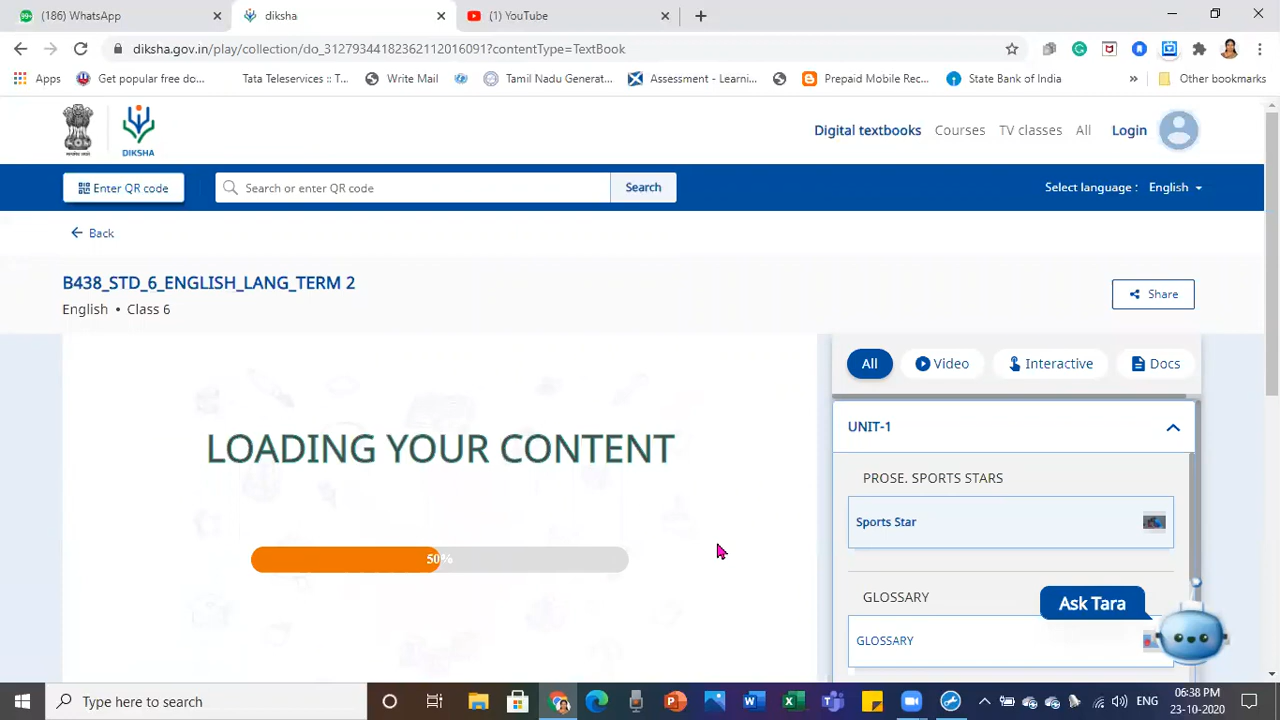 99+ WhatsApp
diksha
(1) YouTube
diksha.gov.in/play/collection/do_31279344182362112016091?contentType=TextBook
Apps
Get popular free do...
Tata Teleservices :: T...
Write Mail
Tamil Nadu Generat...
Assessment - Learni...
Prepaid Mobile Rec...
State Bank of India
»
Other bookmarks
DIKSHA
Digital textbooks
Courses
TV classes
All
Login
Enter QR code
Search or enter QR code
Search
Select language :
English
Back
B438_STD_6_ENGLISH_LANG_TERM 2
English • Class 6
Share
LOADING YOUR CONTENT
50%
All
Video
Interactive
Docs
UNIT-1
PROSE. SPORTS STARS
Sports Star
GLOSSARY
Ask Tara
GLOSSARY
Type here to search
ENG
06:38 PM
23-10-2020